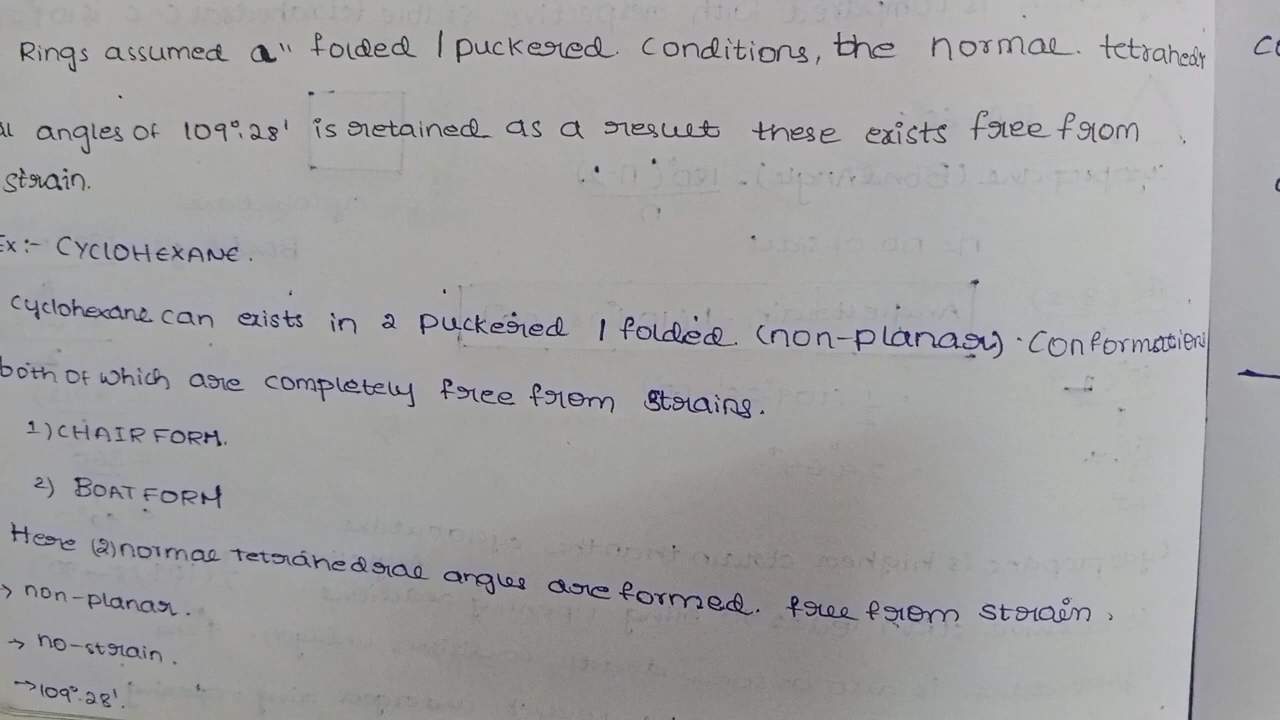 Rings assumed a" folded / puckered. conditions, the normal. tetrahedr
al angles of 109°.28' is retained as a result these exists free from
strain.
Ex:- CYCLOHEXANE.
cyclohexane can exists in 2 puckered / folded. (non-planar). conformations
both of which are completely free from strains.
1) CHAIR FORM.
2) BOAT FORM
Here (2) normal tetrahedral angles are formed. free from strain.
→ non-planar.
→ no-strain.
→ 109°.28'.